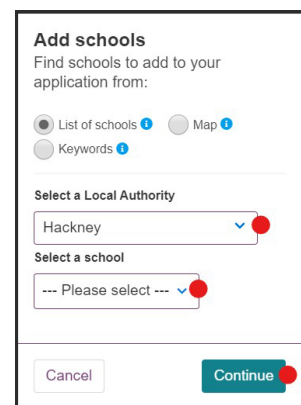 Add schools
Find schools to add to your
application from:
List of schools i Map i
Keywords i
Select a Local Authority
Hackney
Select a school
--- Please select ---
Cancel Continue